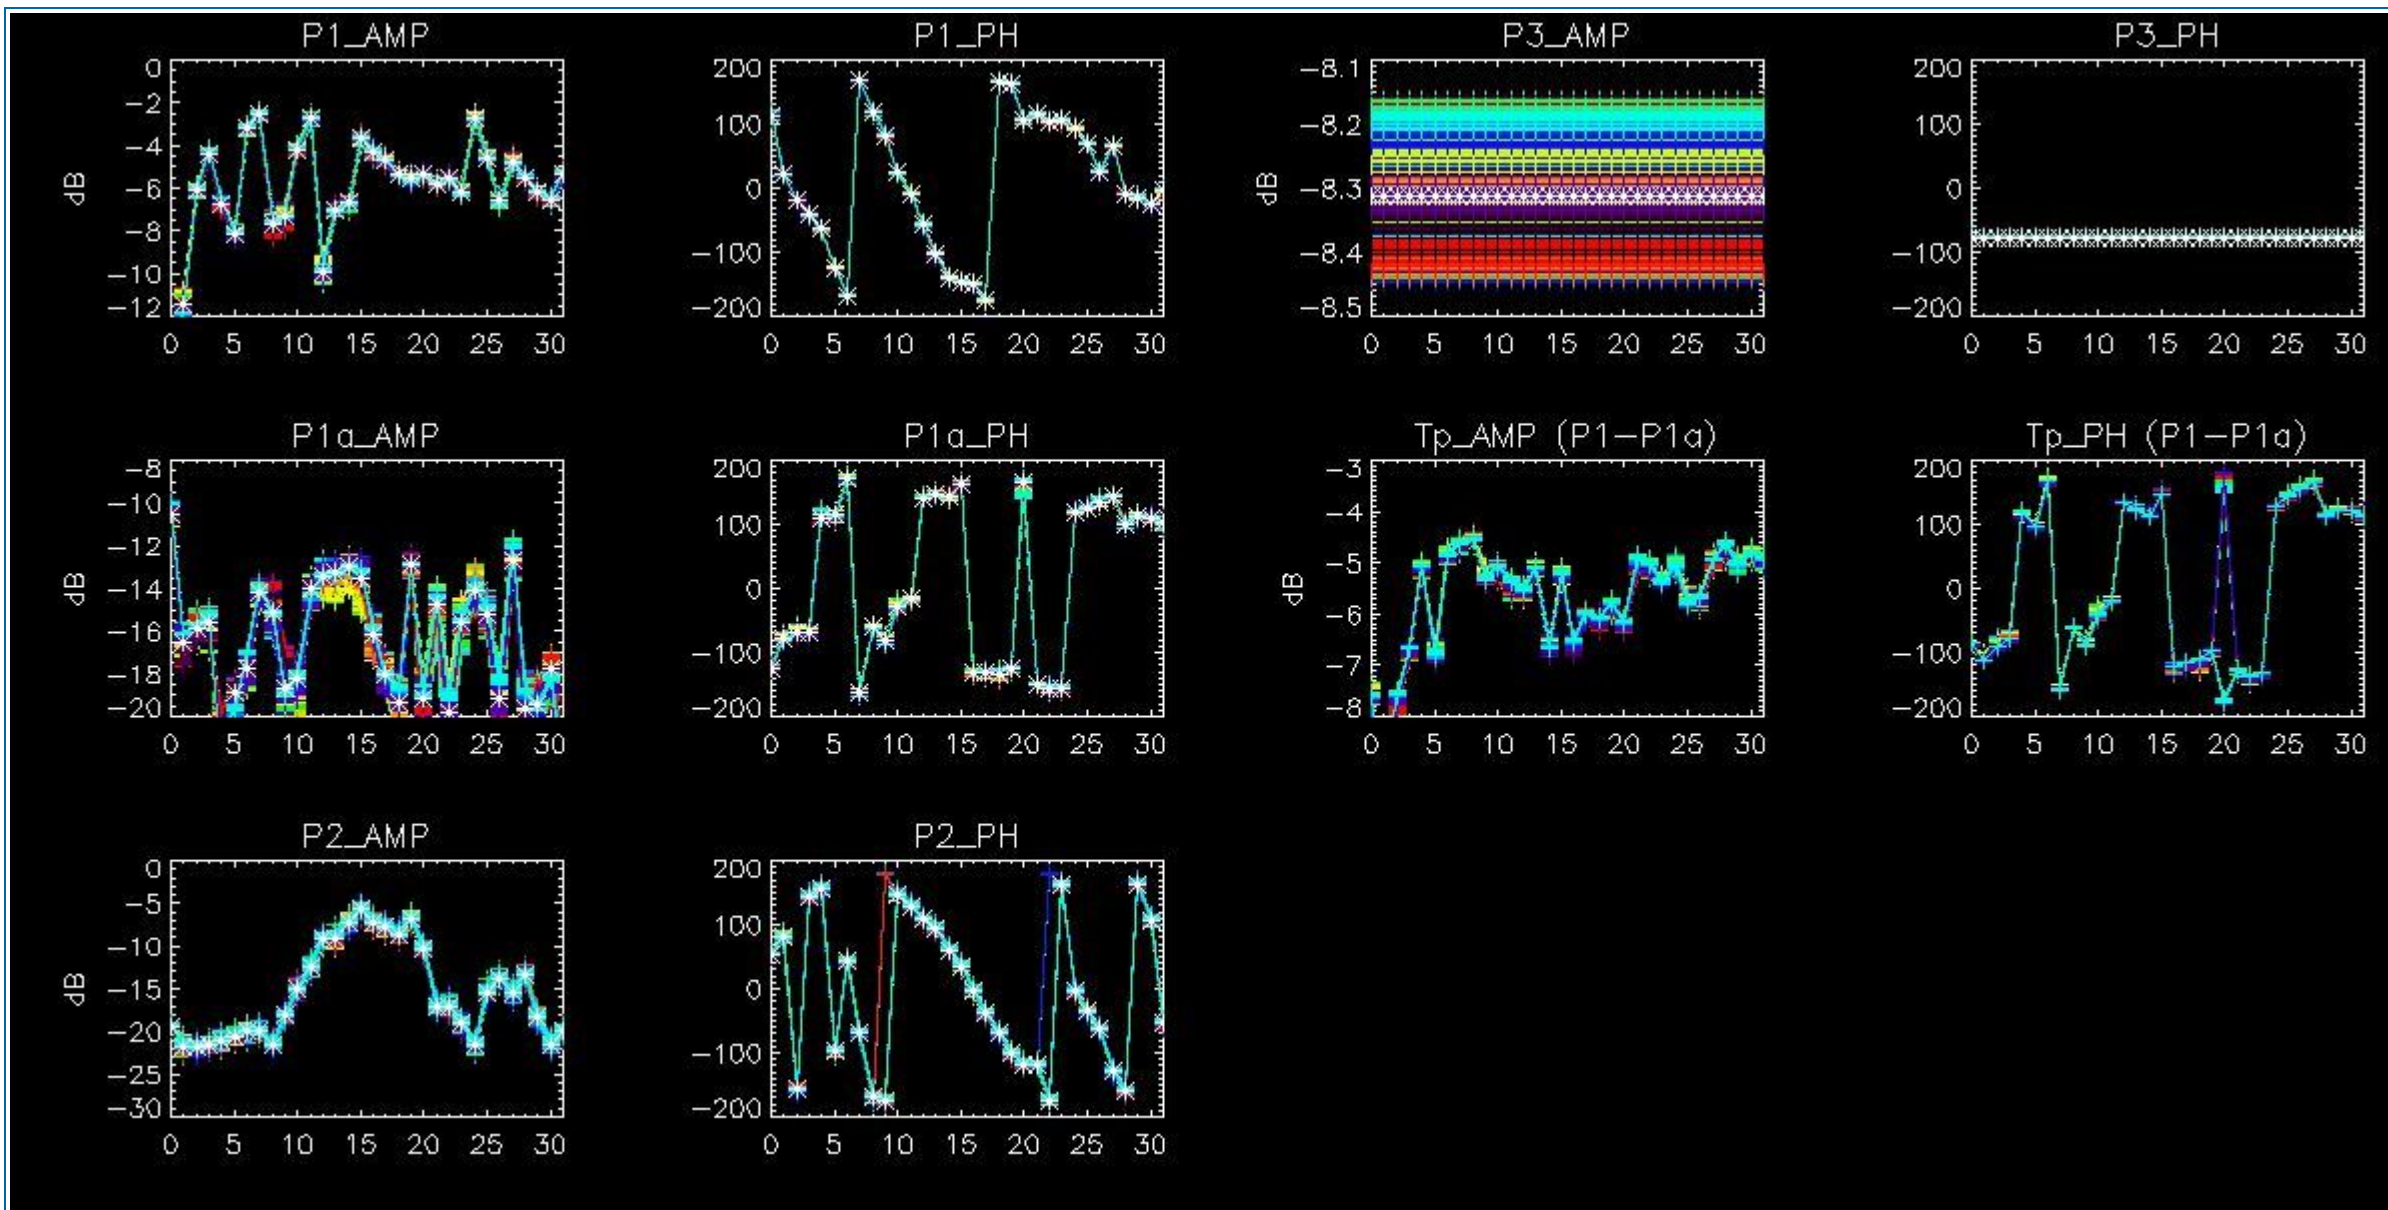 P1_AMP
P1_PH
P3_AMP
P3_PH
0
−2
−4
−6
−8
−10
−12
dB
0 5 10 15 20 25 30
200
100
0
−100
−200
0 5 10 15 20 25 30
−8.1
−8.2
−8.3
−8.4
−8.5
dB
0 5 10 15 20 25 30
200
100
0
−100
−200
0 5 10 15 20 25 30
P1a_AMP
P1a_PH
Tp_AMP (P1−P1a)
Tp_PH (P1−P1a)
−8
−10
−12
−14
−16
−18
−20
dB
0 5 10 15 20 25 30
200
100
0
−100
−200
0 5 10 15 20 25 30
−3
−4
−5
−6
−7
−8
dB
0 5 10 15 20 25 30
200
100
0
−100
−200
0 5 10 15 20 25 30
P2_AMP
P2_PH
0
−5
−10
−15
−20
−25
−30
dB
0 5 10 15 20 25 30
200
100
0
−100
−200
0 5 10 15 20 25 30